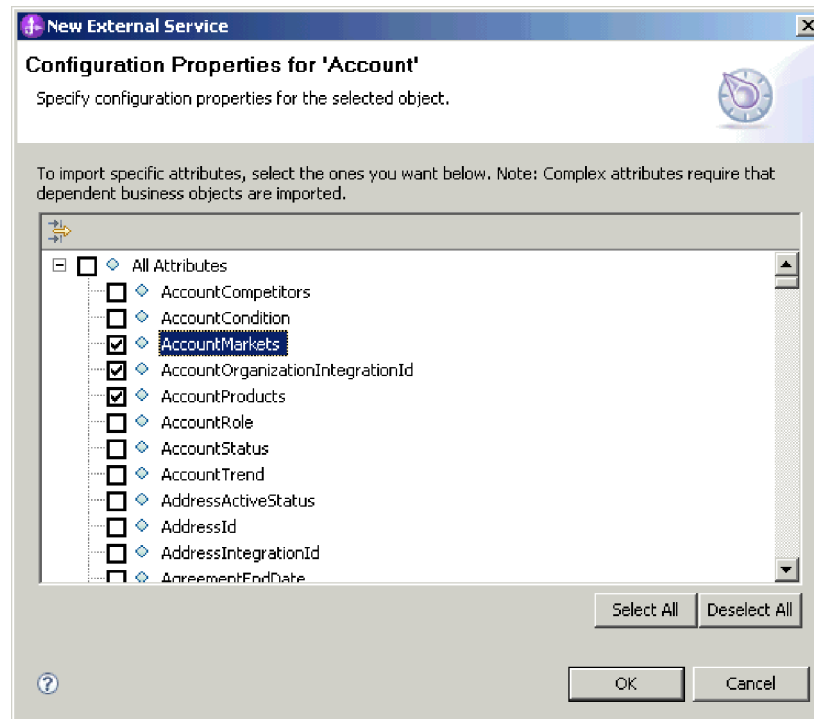 New External Service
Configuration Properties for 'Account'
Specify configuration properties for the selected object.
To import specific attributes, select the ones you want below. Note: Complex attributes require that
dependent business objects are imported.
All Attributes
AccountCompetitors
AccountCondition
AccountMarkets
AccountOrganizationIntegrationId
AccountProducts
AccountRole
AccountStatus
AccountTrend
AddressActiveStatus
AddressId
AddressIntegrationId
AgreementEndDate
Select All Deselect All
OK Cancel